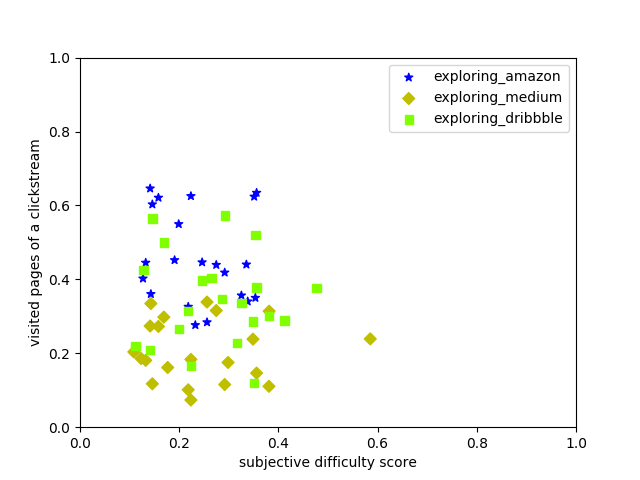 exploring_amazon
exploring_medium
exploring_dribbble
visited pages of a clickstream
1.0
0.8
0.6
0.4
0.2
0.0
0.0 0.2 0.4 0.6 0.8 1.0
subjective difficulty score